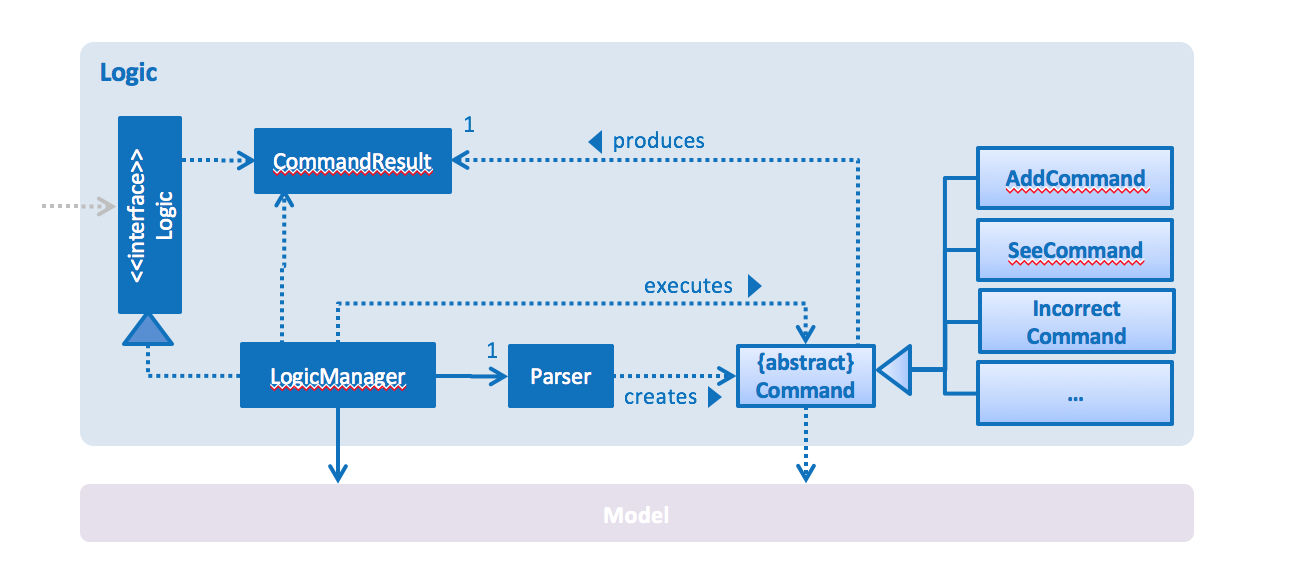 Logic
<<interface>>
Logic
CommandResult
1
produces
AddCommand
SeeCommand
executes
Incorrect
Command
LogicManager
1
Parser
creates
{abstract}
Command
...
Model